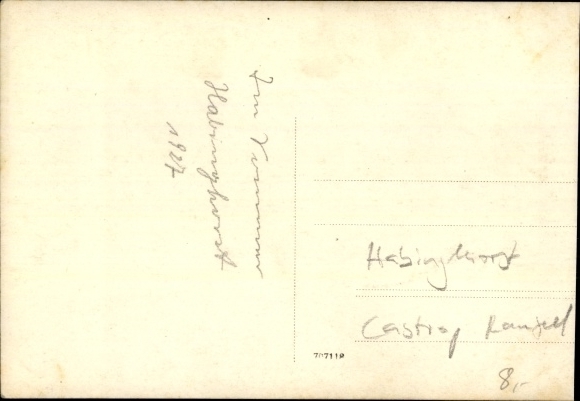 Im Sommer
Habinghorst
1927
Habinghorst
Castrop Rauxel
707119
8,-